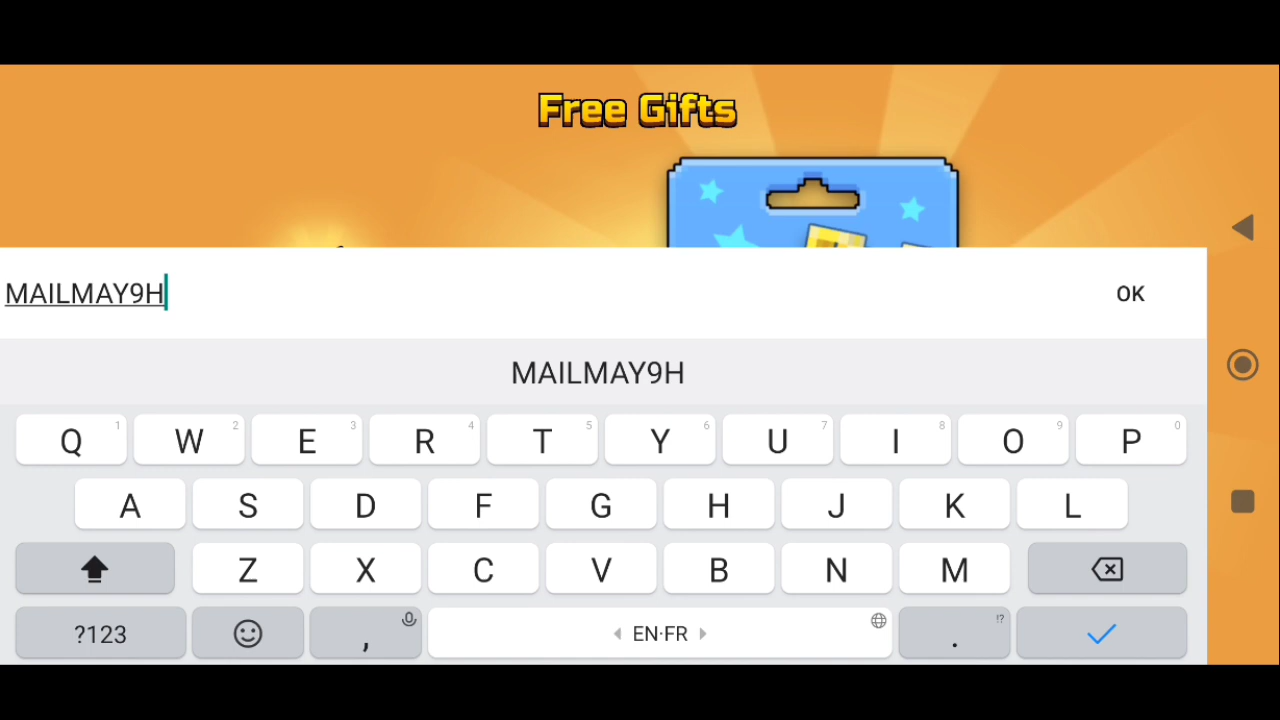 Free Gifts
MAILMAY9H
OK
MAILMAY9H
Q 1 W 2 E 3 R 4 T 5 Y 6 U 7 I 8 O 9 P 0
A S D F G H J K L
Z X C V B N M
?123 , EN·FR . !?